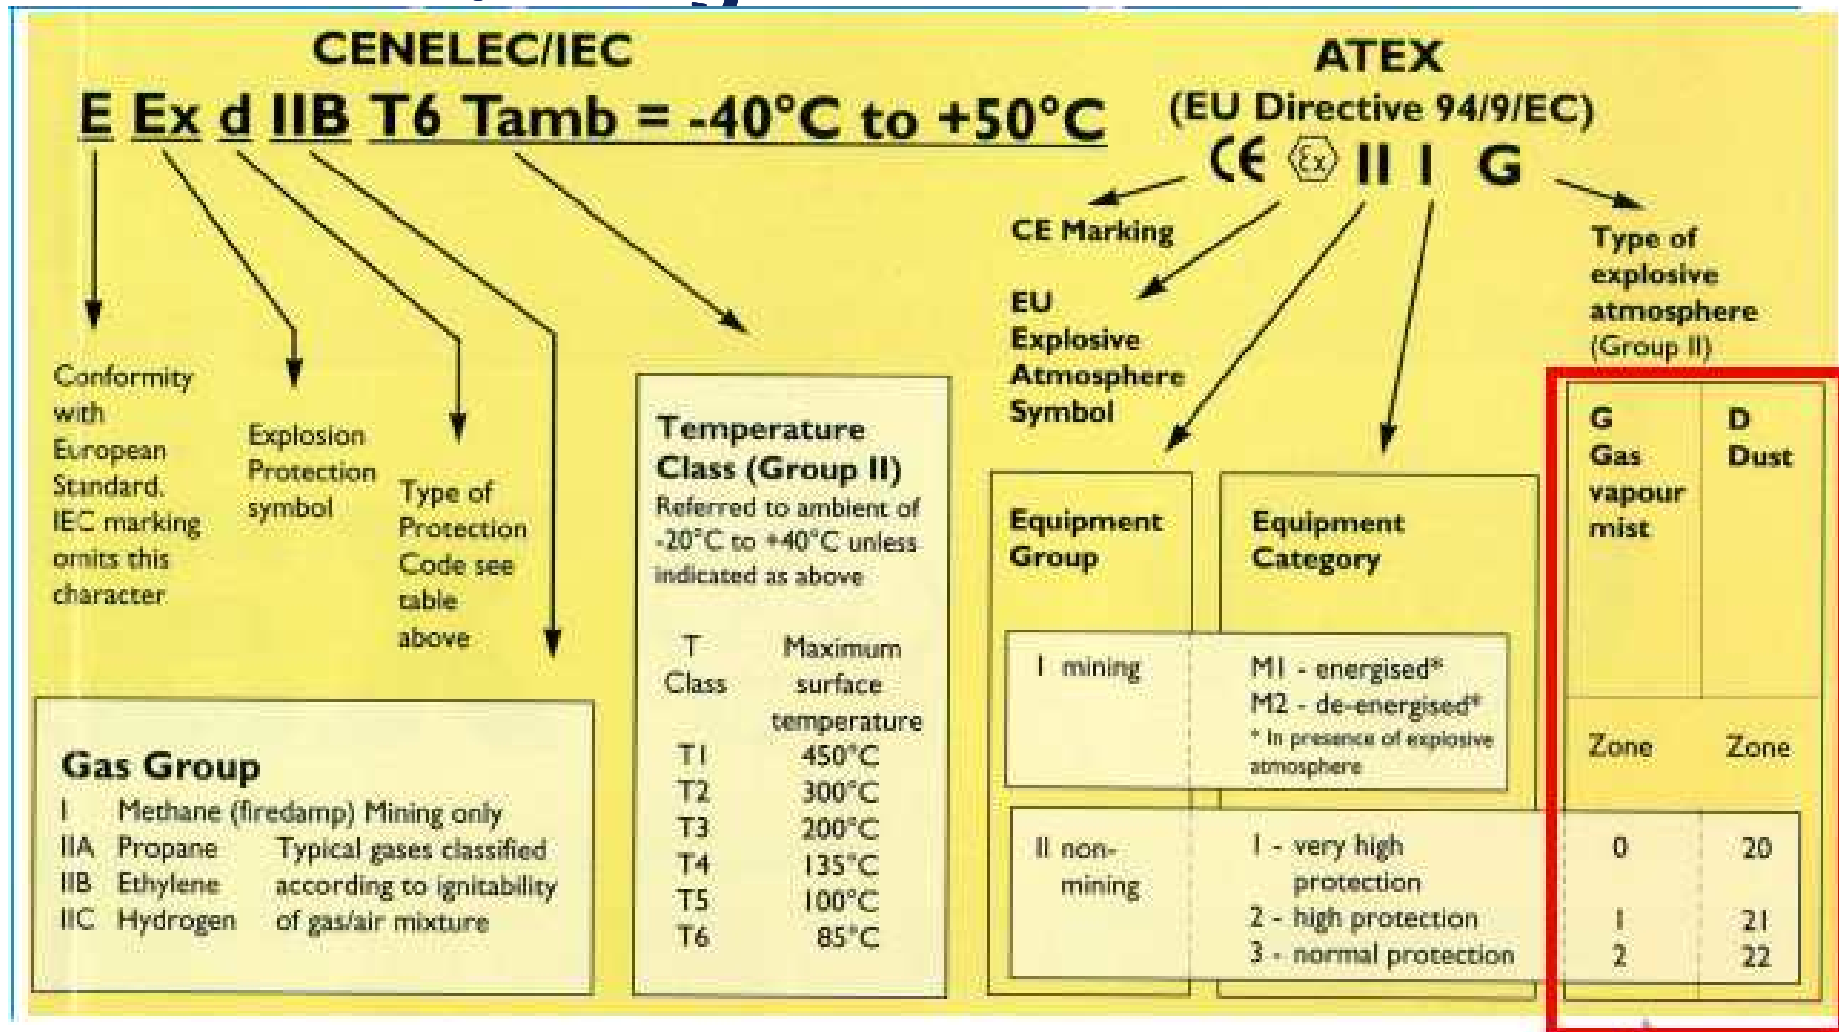 CENELEC/IEC
E Ex d IIB T6 Tamb = -40°C to +50°C
Conformity
with
European
Standard.
IEC marking
omits this
character
Explosion
Protection
symbol
Type of
Protection
Code see
table
above
Gas Group
I Methane (firedamp) Mining only
IIA Propane Typical gases classified
IIB Ethylene according to ignitability
IIC Hydrogen of gas/air mixture
Temperature
Class (Group II)
Referred to ambient of
-20°C to +40°C unless
indicated as above
T Maximum
Class surface
temperature
T1 450°C
T2 300°C
T3 200°C
T4 135°C
T5 100°C
T6 85°C
ATEX
(EU Directive 94/9/EC)
CE Ex II I G
CE Marking
EU
Explosive
Atmosphere
Symbol
Type of
explosive
atmosphere
(Group II)
Equipment
Group
Equipment
Category
G
Gas
vapour
mist
D
Dust
I mining M1 - energised*
M2 - de-energised*
* In presence of explosive
atmosphere
Zone Zone
II non- 1 - very high 0 20
mining protection
2 - high protection 1 21
3 - normal protection 2 22